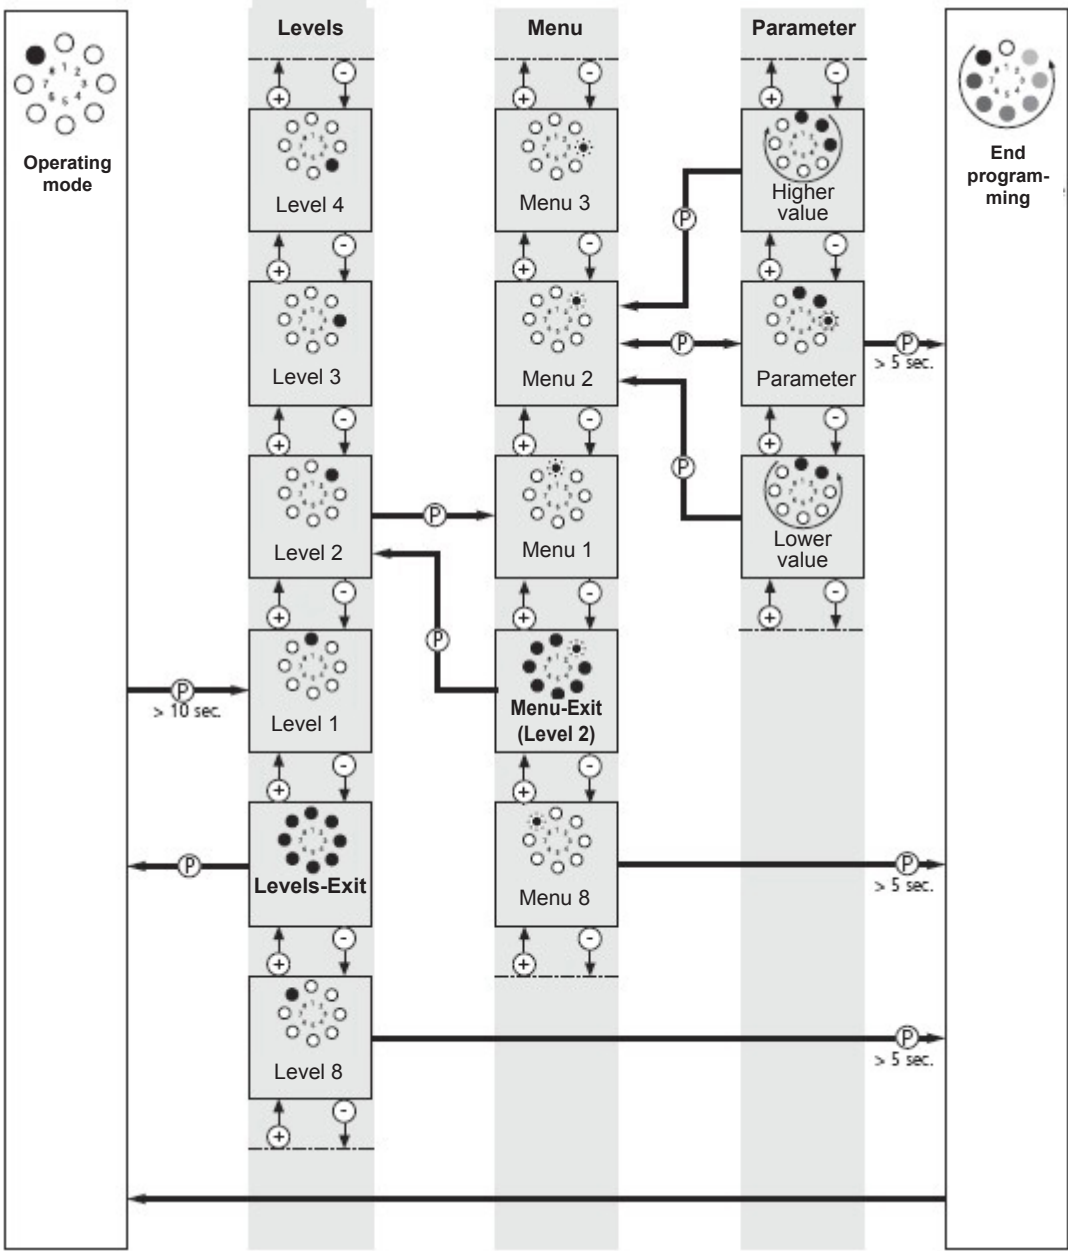 Levels
Menu
Parameter
Operating
mode
End
program-
ming
Level 4
Menu 3
Higher
value
P
Level 3
Menu 2
P
Parameter
P
> 5 sec.
P
Level 2
P
Menu 1
Lower
value
P
P
> 10 sec.
Level 1
Menu-Exit
(Level 2)
P
Levels-Exit
Menu 8
P
> 5 sec.
Level 8
P
> 5 sec.